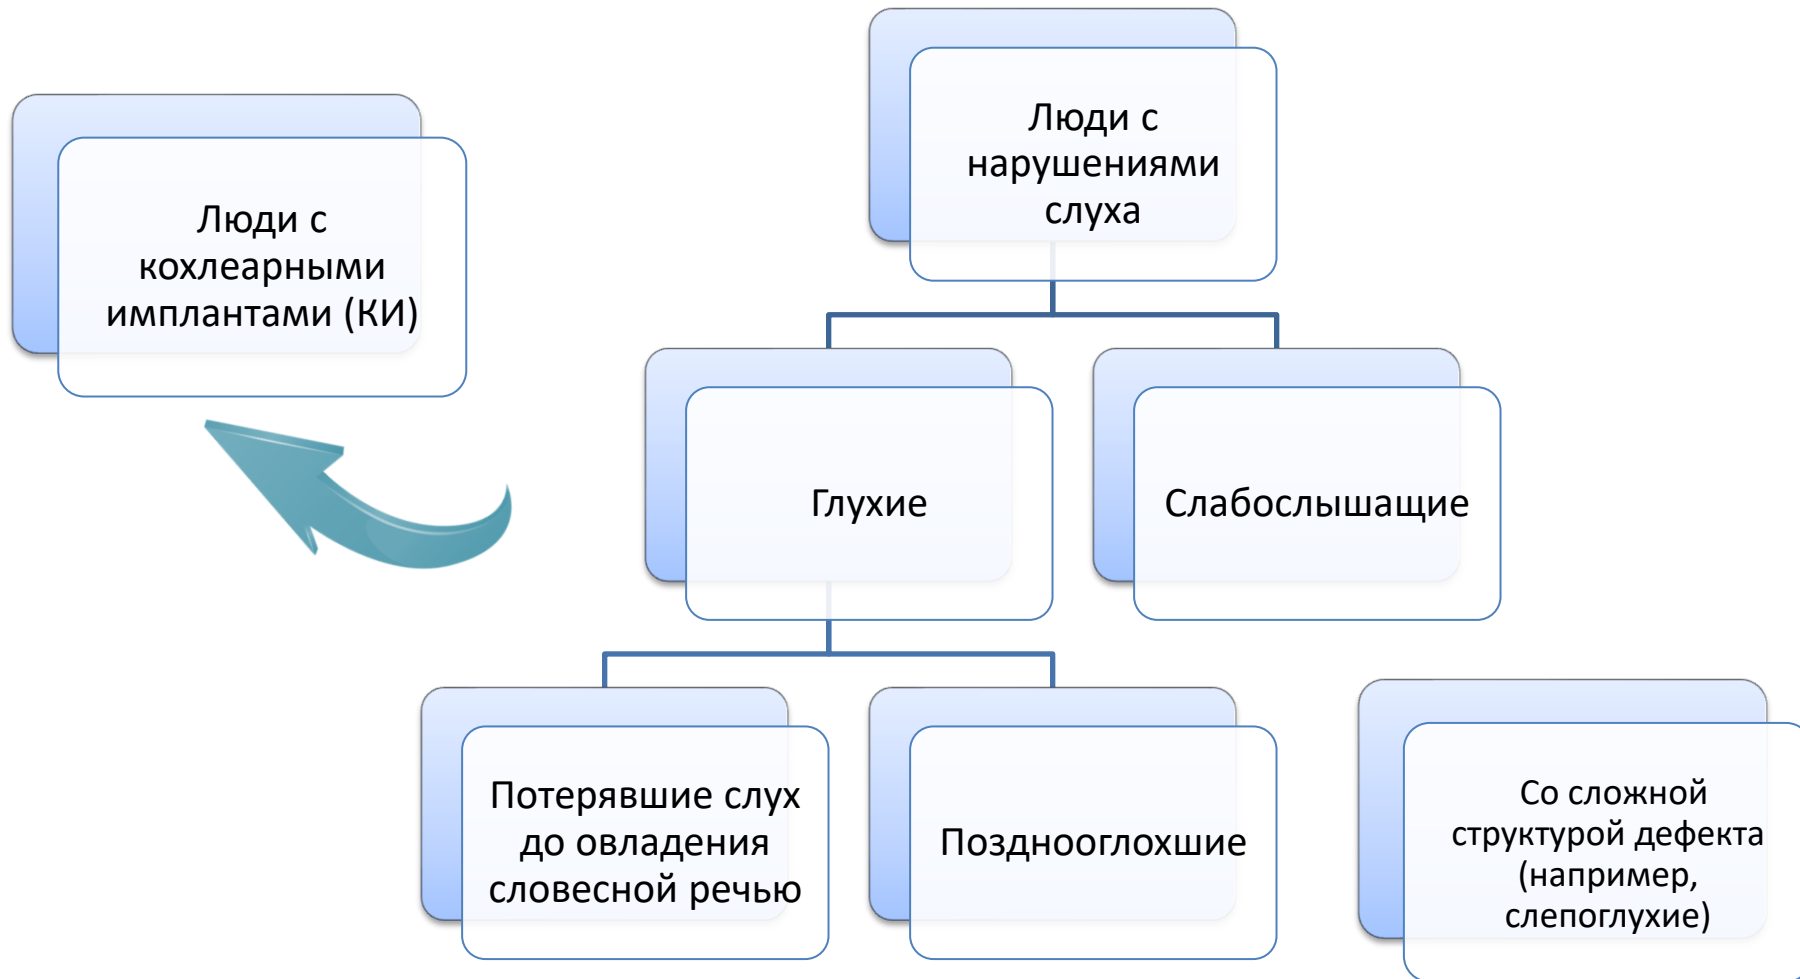 Люди с
нарушениями
слуха
Люди с
кохлеарными
имплантами (КИ)
Глухие
Слабослышащие
Потерявшие слух
до овладения
словесной речью
Позднооглохшие
Со сложной
структурой дефекта
(например,
слепоглухие)